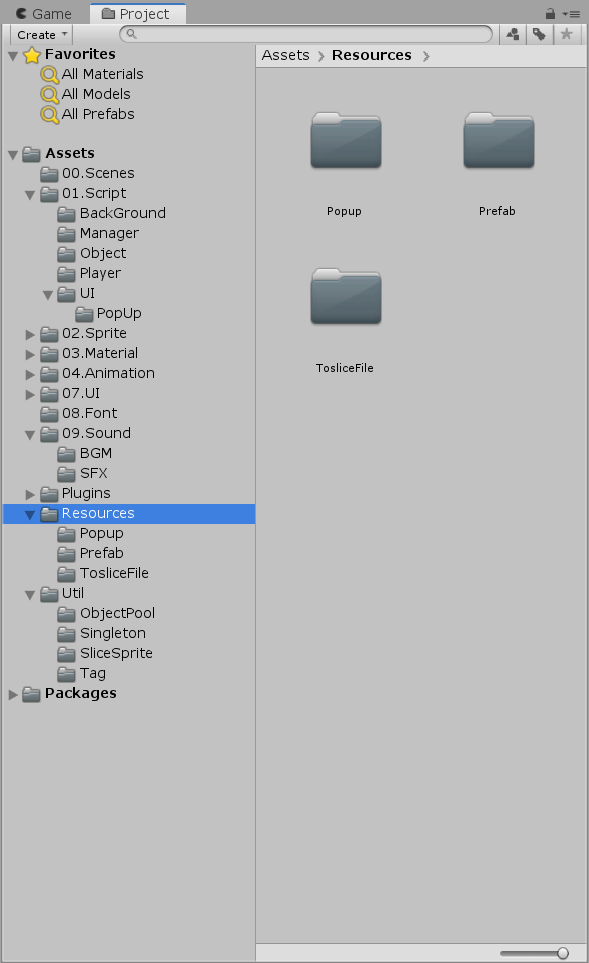 Game
Project
Create
Favorites
All Materials
All Models
All Prefabs
Assets
00.Scenes
01.Script
BackGround
Manager
Object
Player
UI
PopUp
02.Sprite
03.Material
04.Animation
07.UI
08.Font
09.Sound
BGM
SFX
Plugins
Resources
Popup
Prefab
TosliceFile
Util
ObjectPool
Singleton
SliceSprite
Tag
Packages
Assets > Resources >
Popup
Prefab
TosliceFile